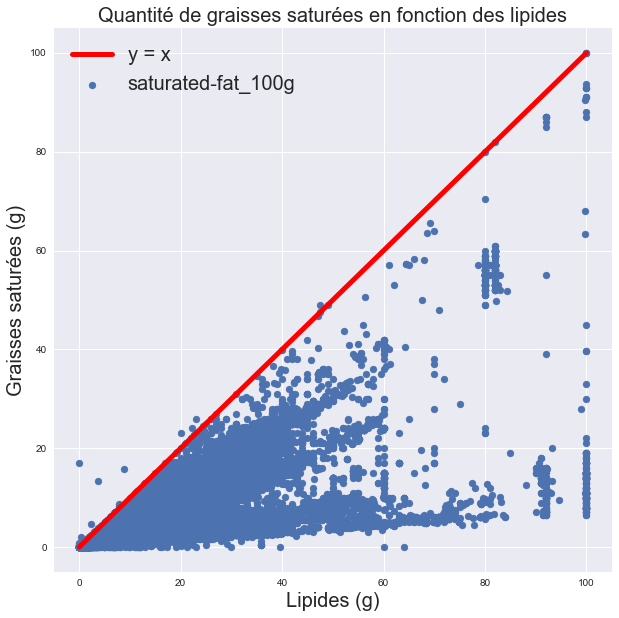 Quantité de graisses saturées en fonction des lipides
y = x
saturated-fat_100g
Graisses saturées (g)
100
80
60
40
20
0
0 20 40 60 80 100
Lipides (g)